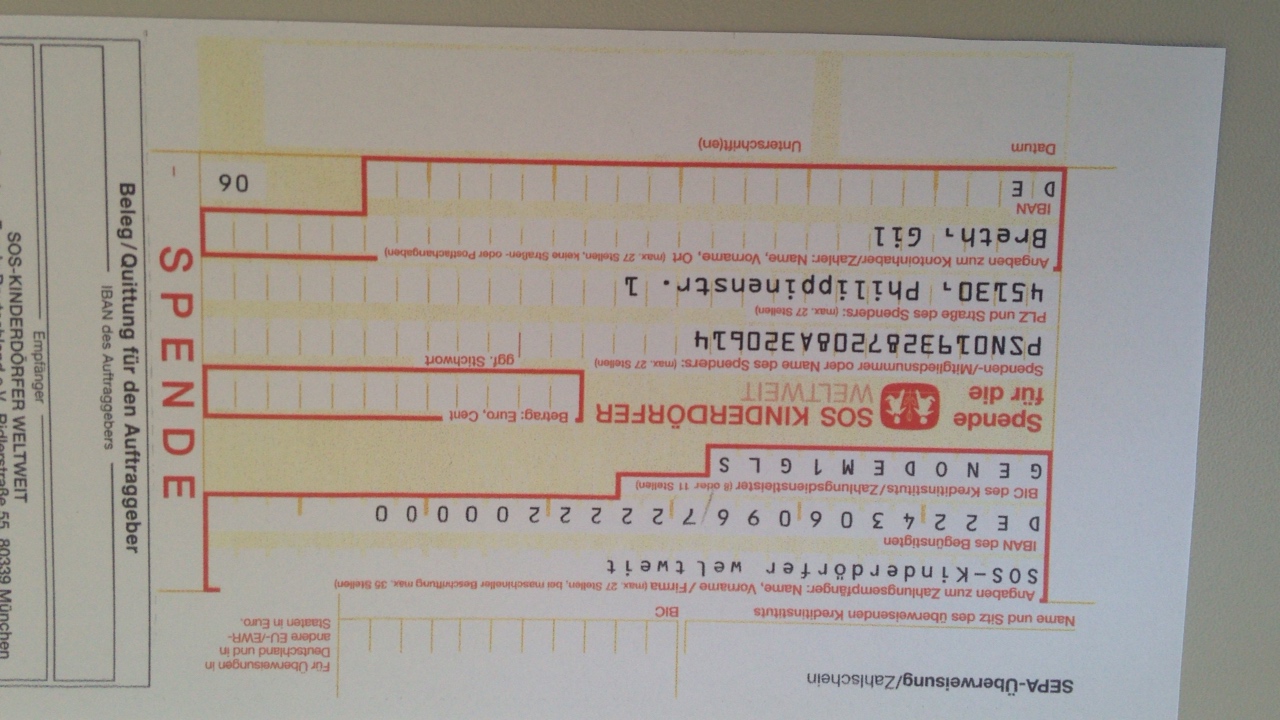 SEPA-Überweisung/Zahlschein
Name und Sitz des überweisenden Kreditinstituts
BIC
Für Überweisungen in
Deutschland und in
andere EU-/EWR-
Staaten in Euro.
Angaben zum Zahlungsempfänger: Name, Vorname/Firma (max. 27 Stellen, bei maschineller Beschriftung max. 35 Stellen)
SOS-Kinderdörfer weltweit
IBAN des Begünstigten
DE22430609672222200000
BIC des Kreditinstituts/Zahlungsdienstleister (8 oder 11 Stellen)
GENODEM1GLS
Spende
für die
SOS KINDERDÖRFER
WELTWEIT
Betrag: Euro, Cent
Spenden-/Mitgliedsnummer oder Name des Spenders: (max. 27 Stellen)
ggf. Stichwort
PSN0193287208A320614
PLZ und Straße des Spenders: (max. 27 Stellen)
45130, Philippinenstr. 1
Angaben zum Kontoinhaber/Zahler: Name, Vorname, Ort (max. 27 Stellen, keine Straßen- oder Postfachangaben)
Breth, Gil
IBAN
DE
06
Datum
Unterschrift(en)
SPENDE
Beleg/Quittung für den Auftraggeber
IBAN des Auftraggebers
Empfänger
SOS-KINDERDÖRFER WELTWEIT
80339 München